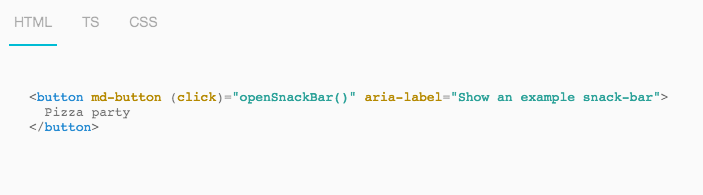 HTML TS CSS
<button md-button (click)="openSnackBar()" aria-label="Show an example snack-bar">
  Pizza party
</button>